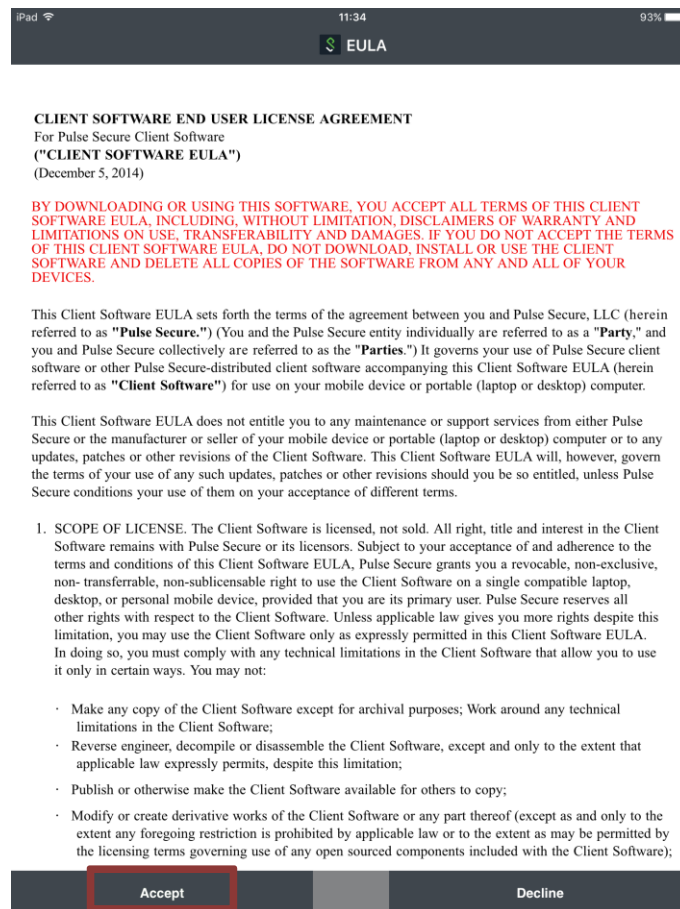 iPad 11:34 93%
EULA
CLIENT SOFTWARE END USER LICENSE AGREEMENT
For Pulse Secure Client Software
("CLIENT SOFTWARE EULA")
(December 5, 2014)
BY DOWNLOADING OR USING THIS SOFTWARE, YOU ACCEPT ALL TERMS OF THIS CLIENT
SOFTWARE EULA, INCLUDING, WITHOUT LIMITATION, DISCLAIMERS OF WARRANTY AND
LIMITATIONS ON USE, TRANSFERABILITY AND DAMAGES. IF YOU DO NOT ACCEPT THE TERMS
OF THIS CLIENT SOFTWARE EULA, DO NOT DOWNLOAD, INSTALL OR USE THE CLIENT
SOFTWARE AND DELETE ALL COPIES OF THE SOFTWARE FROM ANY AND ALL OF YOUR
DEVICES.
This Client Software EULA sets forth the terms of the agreement between you and Pulse Secure, LLC (herein
referred to as "Pulse Secure.") (You and the Pulse Secure entity individually are referred to as a "Party," and
you and Pulse Secure collectively are referred to as the "Parties.") It governs your use of Pulse Secure client
software or other Pulse Secure-distributed client software accompanying this Client Software EULA (herein
referred to as "Client Software") for use on your mobile device or portable (laptop or desktop) computer.
This Client Software EULA does not entitle you to any maintenance or support services from either Pulse
Secure or the manufacturer or seller of your mobile device or portable (laptop or desktop) computer or to any
updates, patches or other revisions of the Client Software. This Client Software EULA will, however, govern
the terms of your use of any such updates, patches or other revisions should you be so entitled, unless Pulse
Secure conditions your use of them on your acceptance of different terms.
1. SCOPE OF LICENSE. The Client Software is licensed, not sold. All right, title and interest in the Client
Software remains with Pulse Secure or its licensors. Subject to your acceptance of and adherence to the
terms and conditions of this Client Software EULA, Pulse Secure grants you a revocable, non-exclusive,
non- transferrable, non-sublicensable right to use the Client Software on a single compatible laptop,
desktop, or personal mobile device, provided that you are its primary user. Pulse Secure reserves all
other rights with respect to the Client Software. Unless applicable law gives you more rights despite this
limitation, you may use the Client Software only as expressly permitted in this Client Software EULA.
In doing so, you must comply with any technical limitations in the Client Software that allow you to use
it only in certain ways. You may not:
· Make any copy of the Client Software except for archival purposes; Work around any technical
limitations in the Client Software;
· Reverse engineer, decompile or disassemble the Client Software, except and only to the extent that
applicable law expressly permits, despite this limitation;
· Publish or otherwise make the Client Software available for others to copy;
· Modify or create derivative works of the Client Software or any part thereof (except as and only to the
extent any foregoing restriction is prohibited by applicable law or to the extent as may be permitted by
the licensing terms governing use of any open sourced components included with the Client Software);
Accept Decline